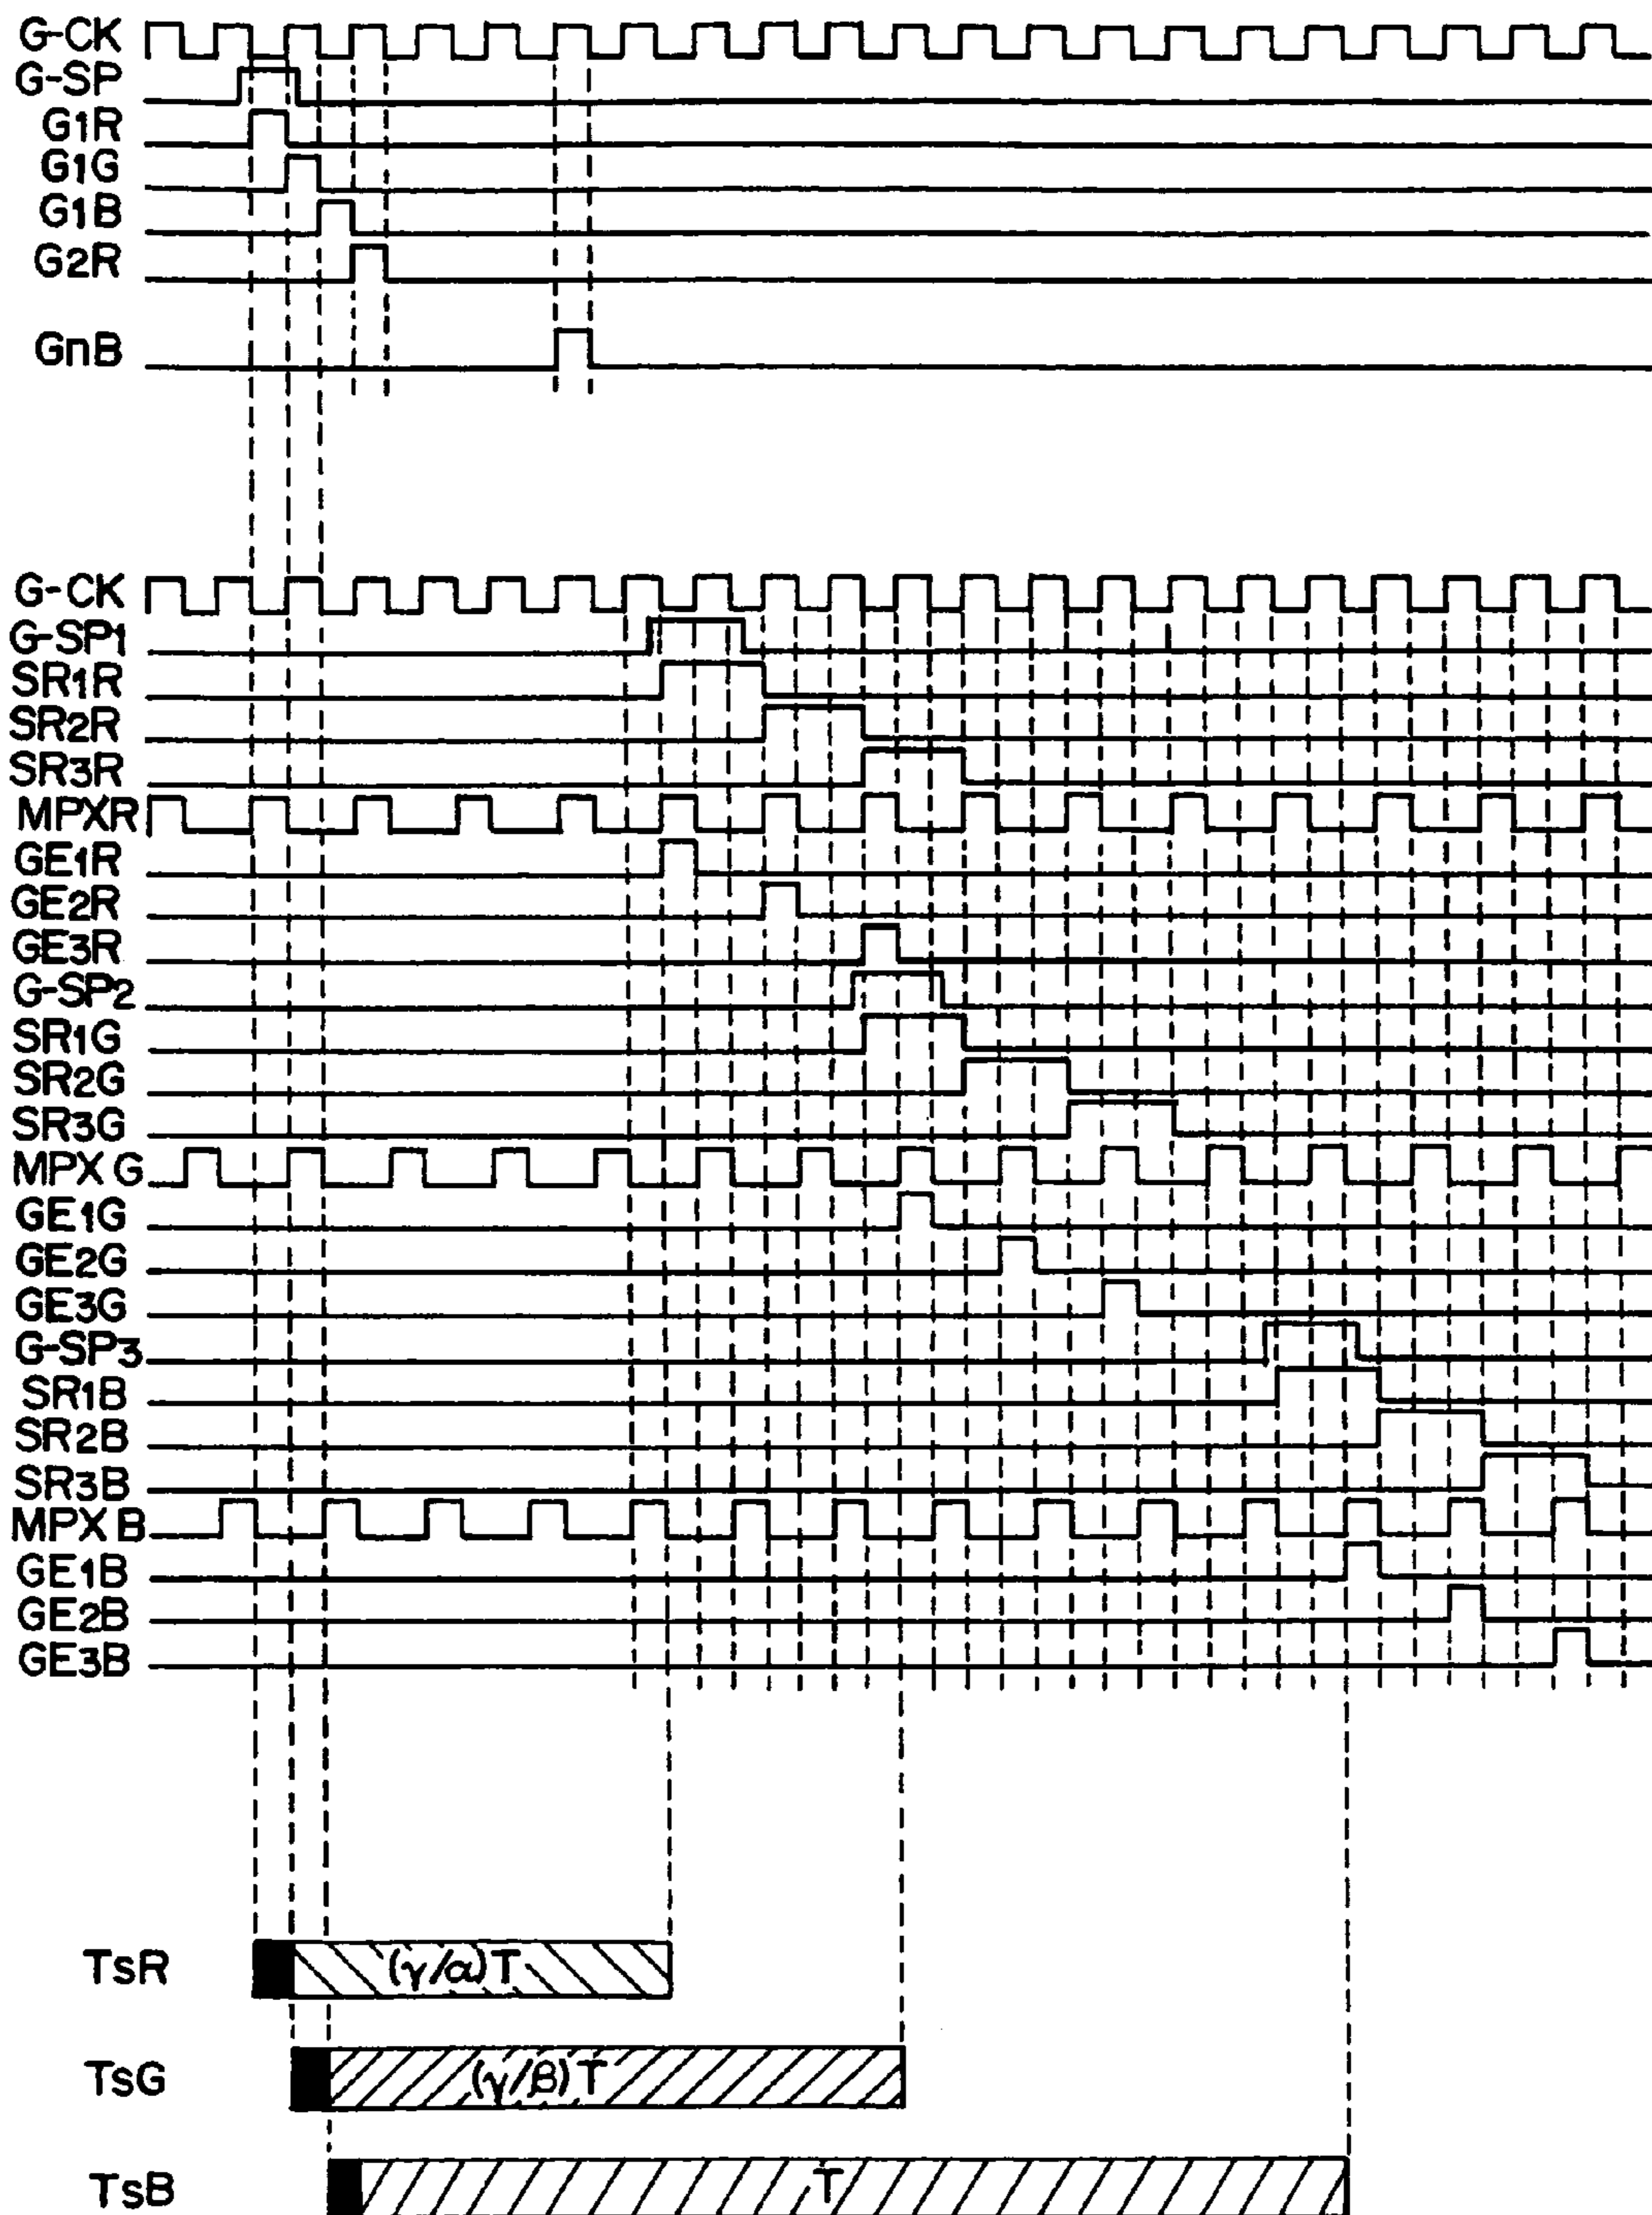 G-CK
G-SP
G1R
G1G
G1B
G2R
GnB
G-CK
G-SP1
SR1R
SR2R
SR3R
MPXR
GE1R
GE2R
GE3R
G-SP2
SR1G
SR2G
SR3G
MPX G
GE1G
GE2G
GE3G
G-SP3
SR1B
SR2B
SR3B
MPX B
GE1B
GE2B
GE3B
TsR (γ/α)T
TsG (γ/β)T
TsB T